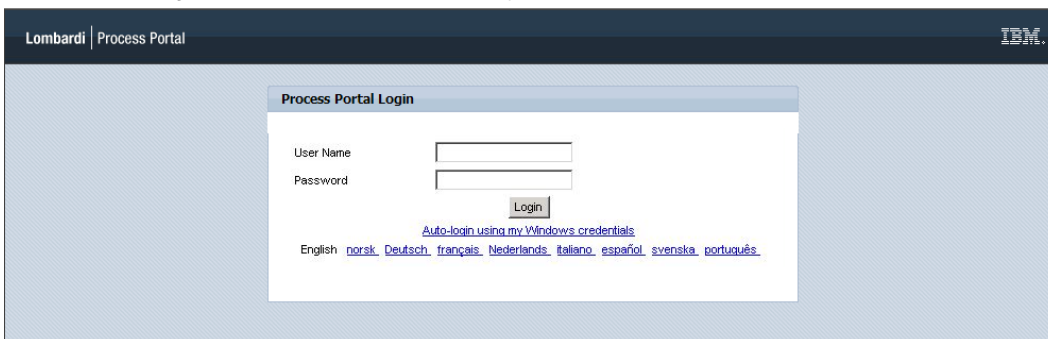 Lombardi | Process Portal
IBM.
Process Portal Login
User Name
Password
Login
Auto-login using my Windows credentials
English norsk Deutsch français Nederlands italiano español svenska português